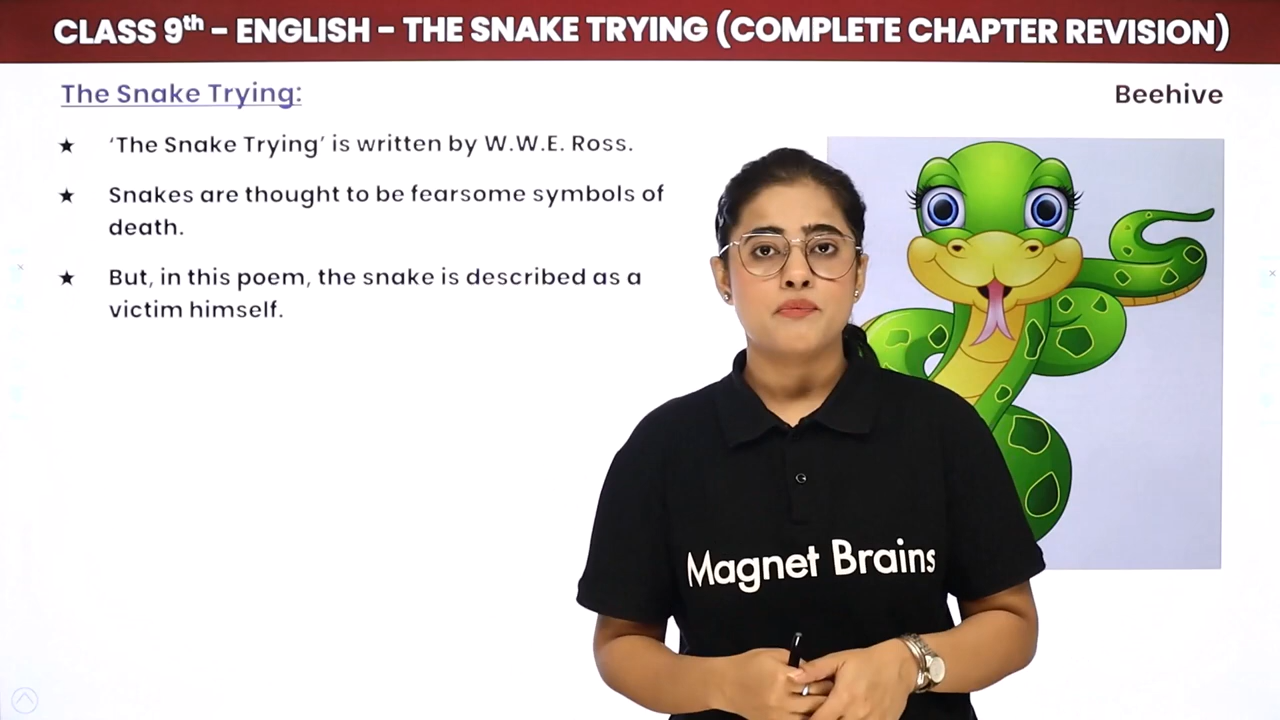 CLASS 9th – ENGLISH – THE SNAKE TRYING (COMPLETE CHAPTER REVISION)
The Snake Trying:
Beehive
★ ‘The Snake Trying’ is written by W.W.E. Ross.
★ Snakes are thought to be fearsome symbols of
death.
★ But, in this poem, the snake is described as a
victim himself.
Magnet Brains